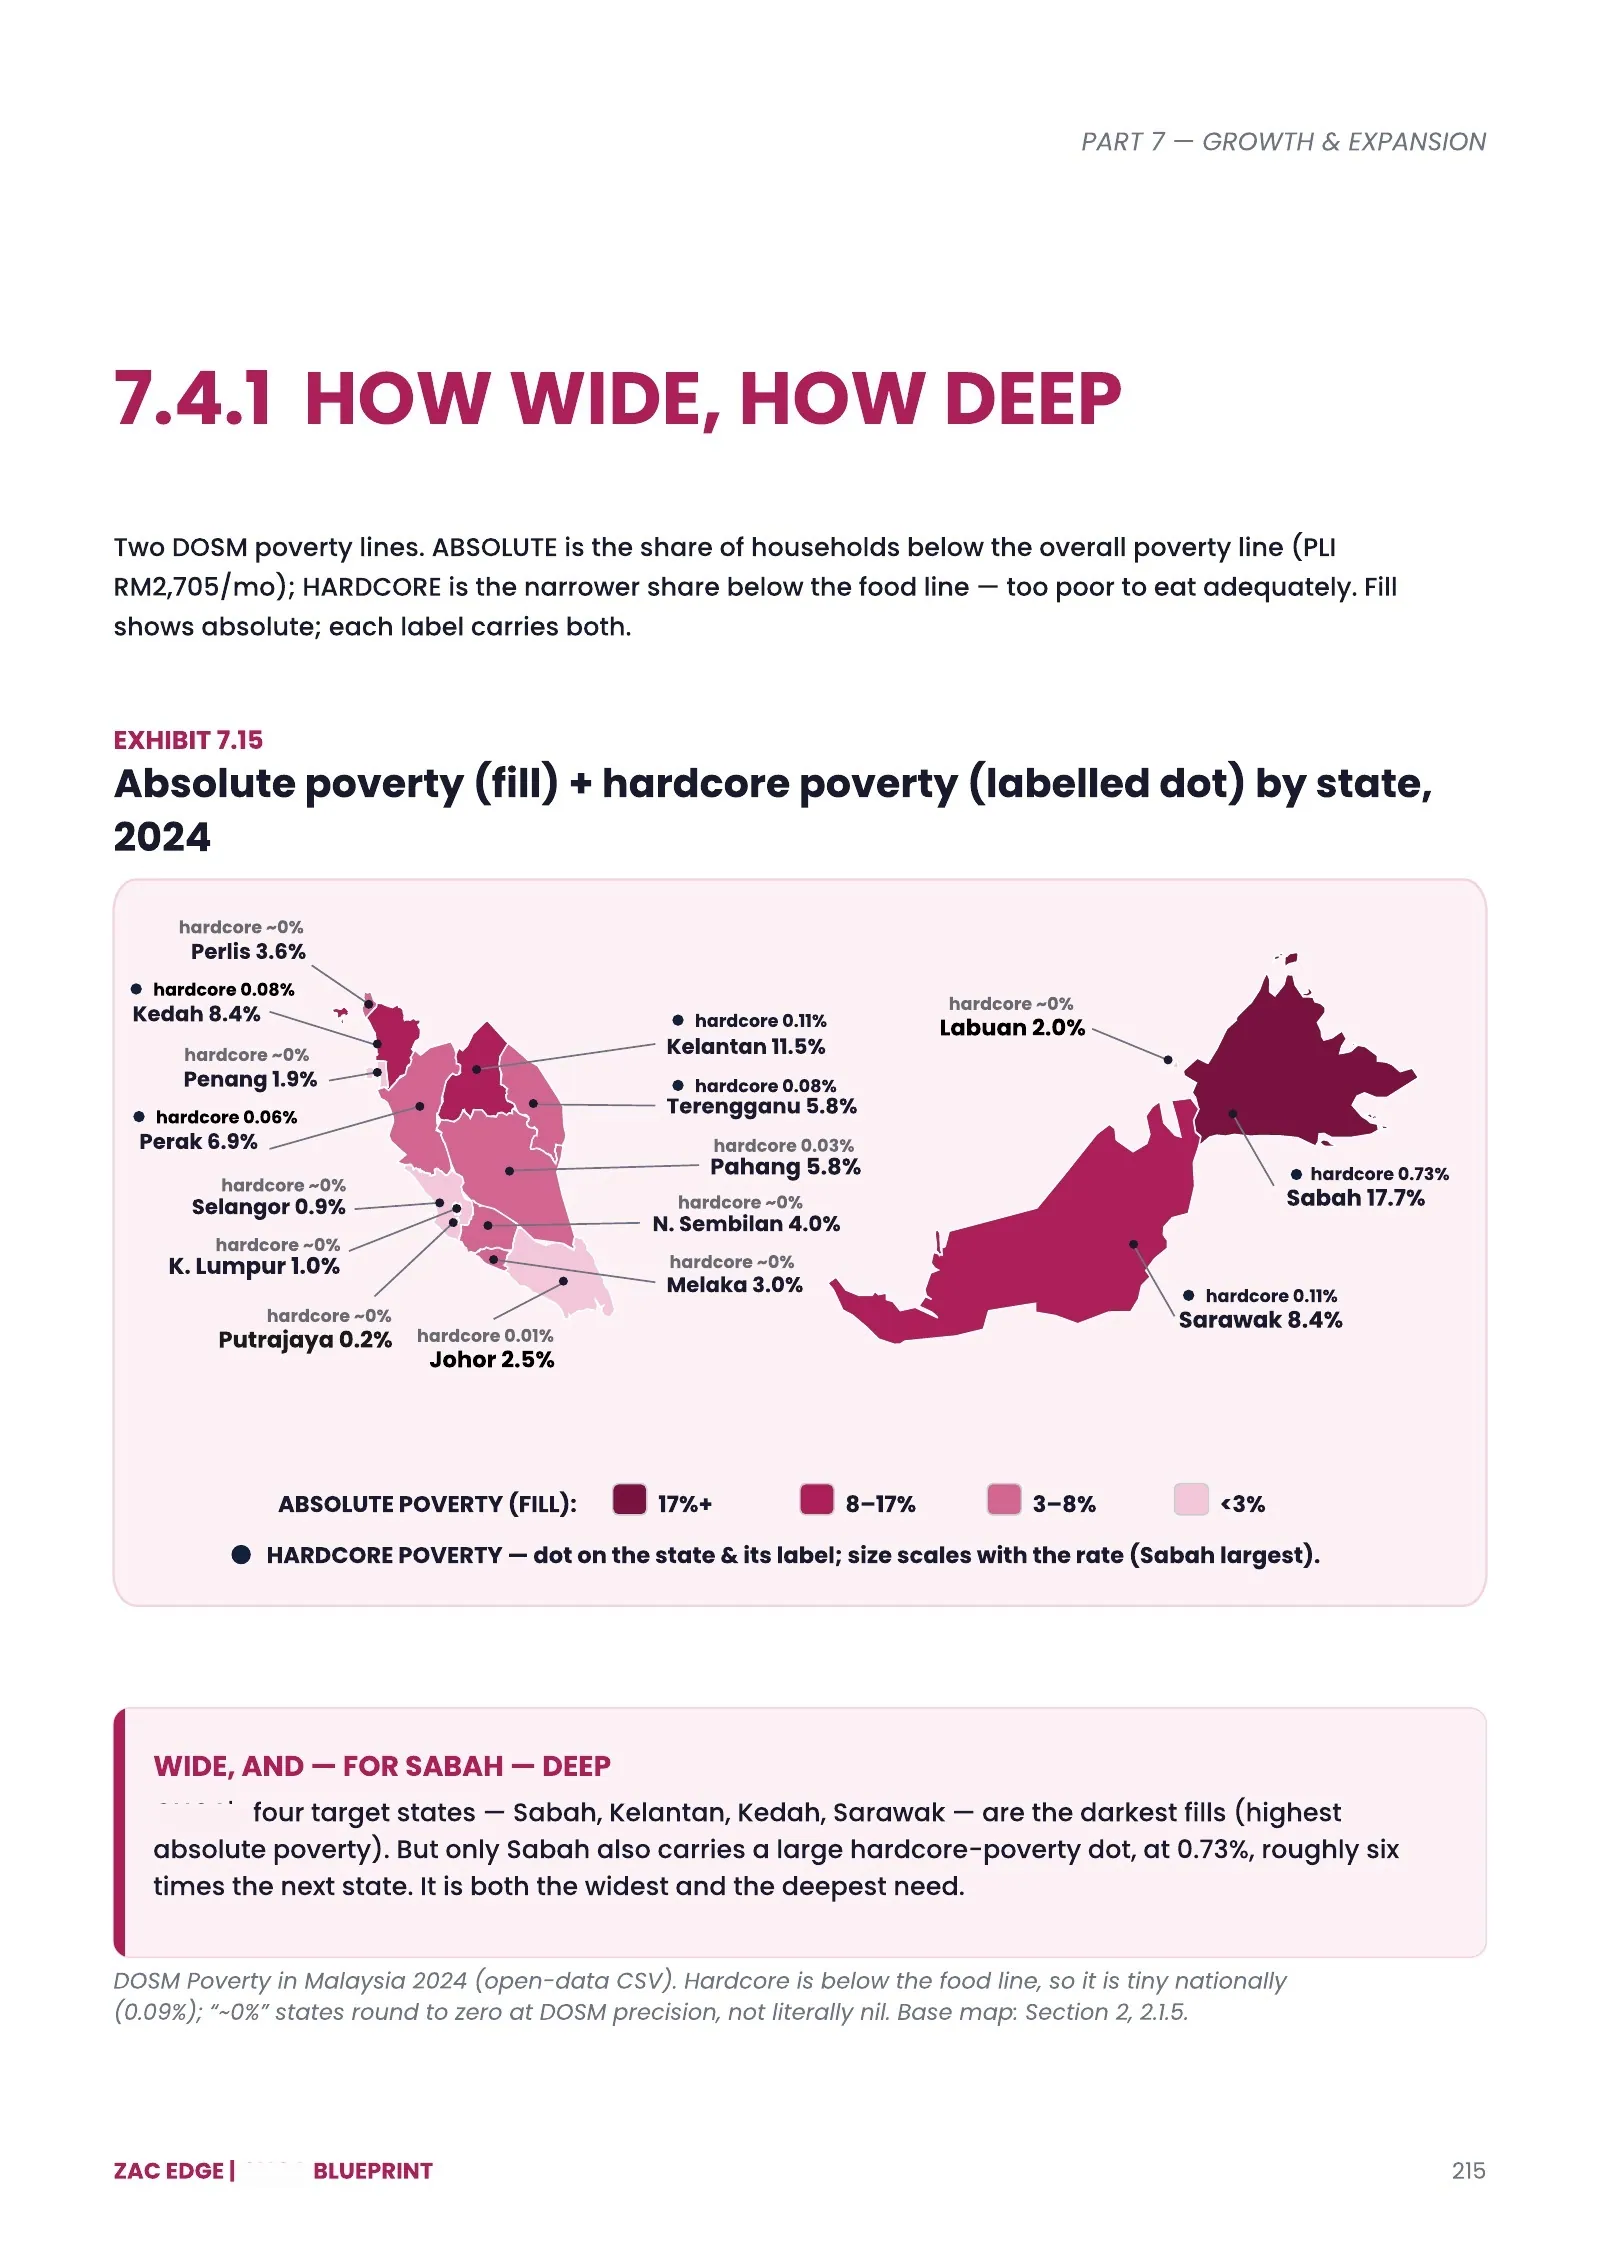 PART 7 — GROWTH & EXPANSION
7.4.1 HOW WIDE, HOW DEEP
Two DOSM poverty lines. ABSOLUTE is the share of households below the overall poverty line (PLI
RM2,705/mo); HARDCORE is the narrower share below the food line — too poor to eat adequately. Fill
shows absolute; each label carries both.
EXHIBIT 7.15
Absolute poverty (fill) + hardcore poverty (labelled dot) by state,
2024
hardcore ~0%
Perlis 3.6%
hardcore 0.08%
Kedah 8.4%
hardcore ~0%
Penang 1.9%
hardcore 0.06%
Perak 6.9%
hardcore ~0%
Selangor 0.9%
hardcore ~0%
K. Lumpur 1.0%
hardcore ~0%
Putrajaya 0.2%
hardcore 0.01%
Johor 2.5%
hardcore 0.11%
Kelantan 11.5%
hardcore 0.08%
Terengganu 5.8%
hardcore 0.03%
Pahang 5.8%
hardcore ~0%
N. Sembilan 4.0%
hardcore ~0%
Melaka 3.0%
hardcore ~0%
Labuan 2.0%
hardcore 0.73%
Sabah 17.7%
hardcore 0.11%
Sarawak 8.4%
ABSOLUTE POVERTY (FILL): 17%+ 8–17% 3–8% <3%
HARDCORE POVERTY — dot on the state & its label; size scales with the rate (Sabah largest).
WIDE, AND — FOR SABAH — DEEP
four target states — Sabah, Kelantan, Kedah, Sarawak — are the darkest fills (highest
absolute poverty). But only Sabah also carries a large hardcore-poverty dot, at 0.73%, roughly six
times the next state. It is both the widest and the deepest need.
DOSM Poverty in Malaysia 2024 (open-data CSV). Hardcore is below the food line, so it is tiny nationally
(0.09%); “~0%” states round to zero at DOSM precision, not literally nil. Base map: Section 2, 2.1.5.
ZAC EDGE | BLUEPRINT
215